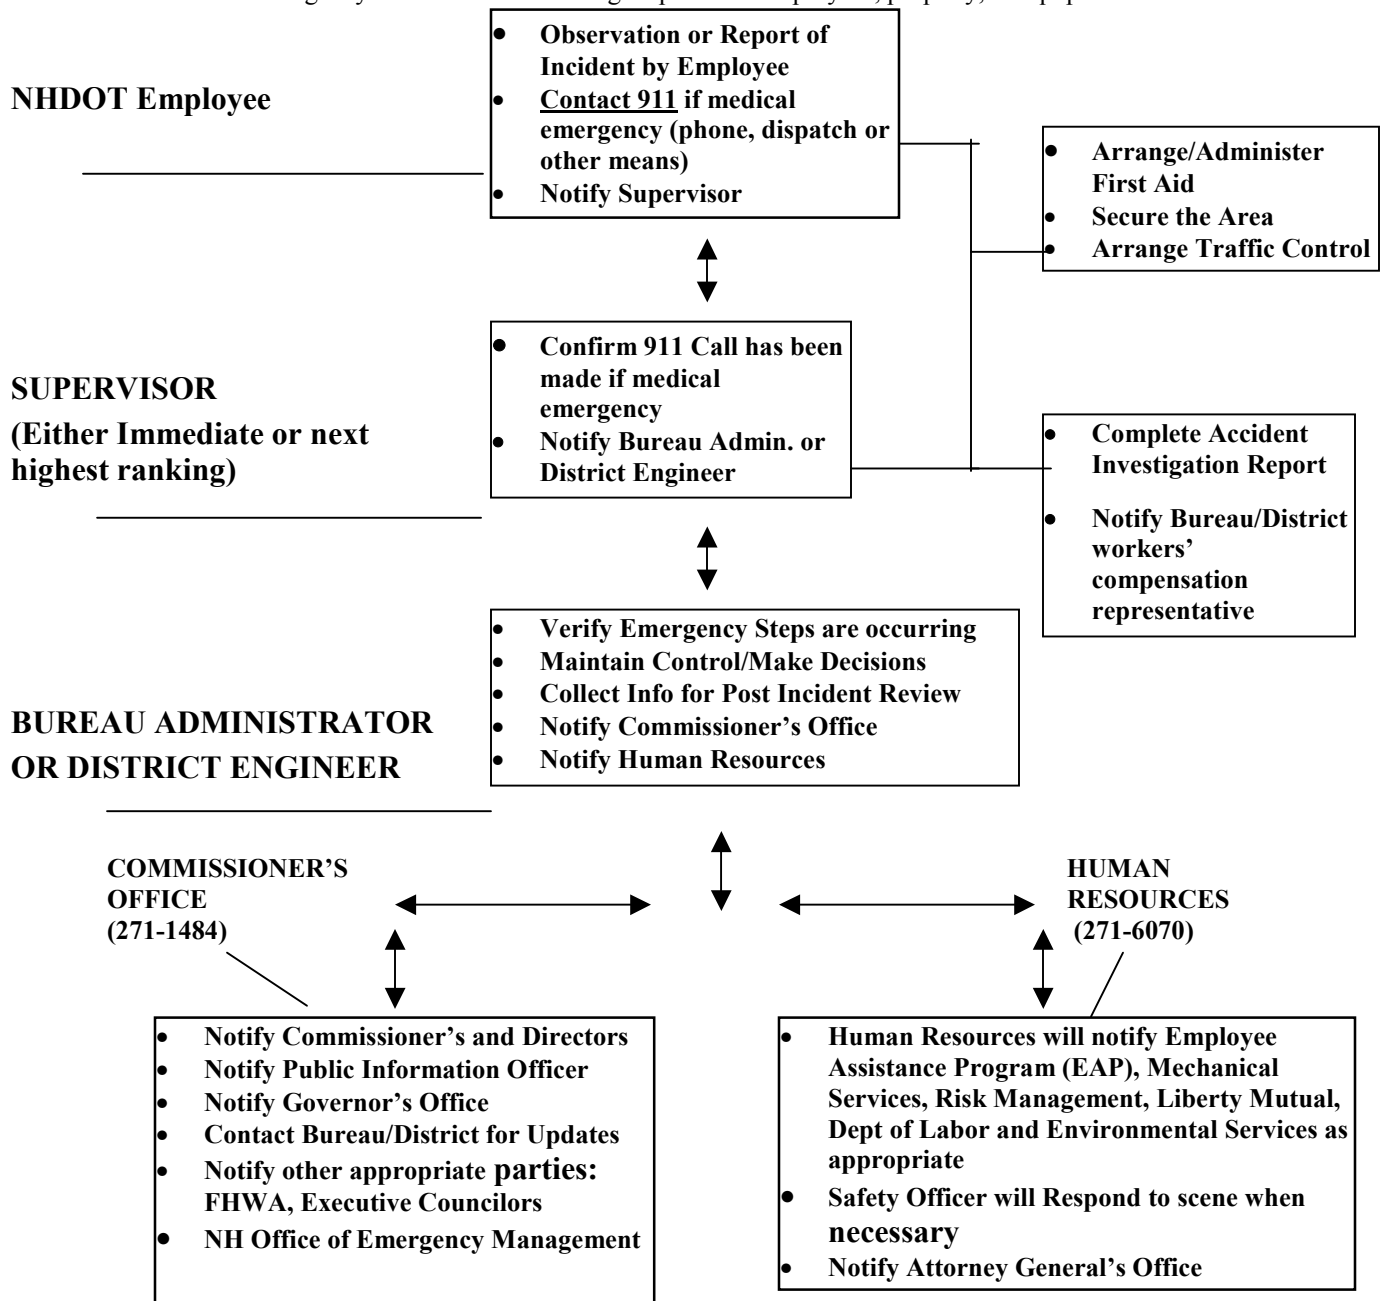 NHDOT Employee
• Observation or Report of
Incident by Employee
• Contact 911 if medical
emergency (phone, dispatch or
other means)
• Notify Supervisor
• Arrange/Administer
First Aid
• Secure the Area
• Arrange Traffic Control
SUPERVISOR
(Either Immediate or next
highest ranking)
• Confirm 911 Call has been
made if medical
emergency
• Notify Bureau Admin. or
District Engineer
• Complete Accident
Investigation Report
• Notify Bureau/District
workers’
compensation
representative
BUREAU ADMINISTRATOR
OR DISTRICT ENGINEER
• Verify Emergency Steps are occurring
• Maintain Control/Make Decisions
• Collect Info for Post Incident Review
• Notify Commissioner’s Office
• Notify Human Resources
COMMISSIONER’S
OFFICE
(271-1484)
HUMAN
RESOURCES
(271-6070)
• Notify Commissioner’s and Directors
• Notify Public Information Officer
• Notify Governor’s Office
• Contact Bureau/District for Updates
• Notify other appropriate parties:
FHWA, Executive Councilors
• NH Office of Emergency Management
• Human Resources will notify Employee
Assistance Program (EAP), Mechanical
Services, Risk Management, Liberty Mutual,
Dept of Labor and Environmental Services as
appropriate
• Safety Officer will Respond to scene when
necessary
• Notify Attorney General’s Office